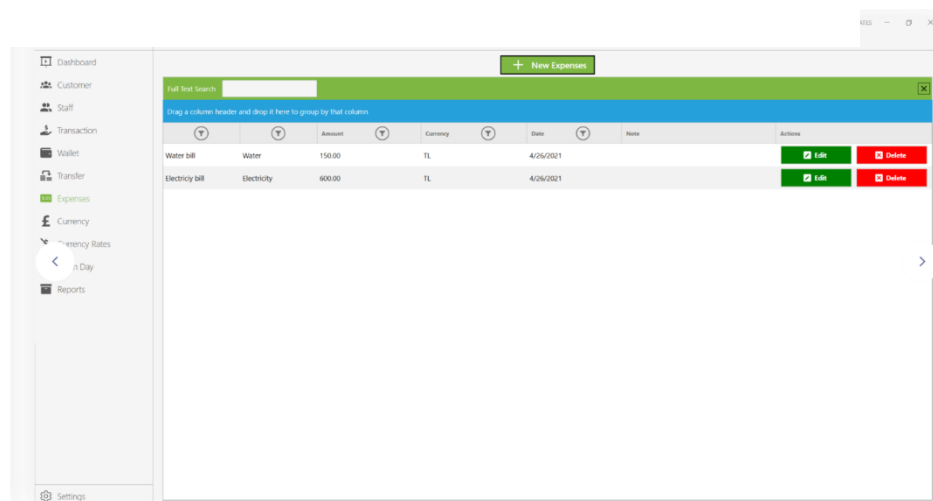 Dashboard
Customer
Staff
Transaction
Wallet
Transfer
Expenses
Currency
Currency Rates
Day
Reports
Settings
+ New Expenses
Full Text Search
Drag a column header and drop it here to group by that column
Amount Currency Date Note Actions
Water bill Water 150.00 TL 4/26/2021 Edit Delete
Electriciy bill Electricity 600.00 TL 4/26/2021 Edit Delete